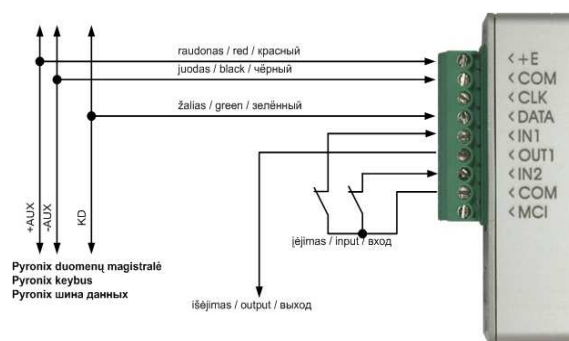 raudonas / red / красный
juodas / black / чёрный
žalias / green / зелённый
< +E
< COM
< CLK
< DATA
< IN1
< OUT1
< IN2
< COM
< MCI
+AUX
-AUX
KD
įėjimas / input / вход
Pyronix duomenų magistralė
Pyronix keybus
Pyronix шина данных
išėjimas / output / выход